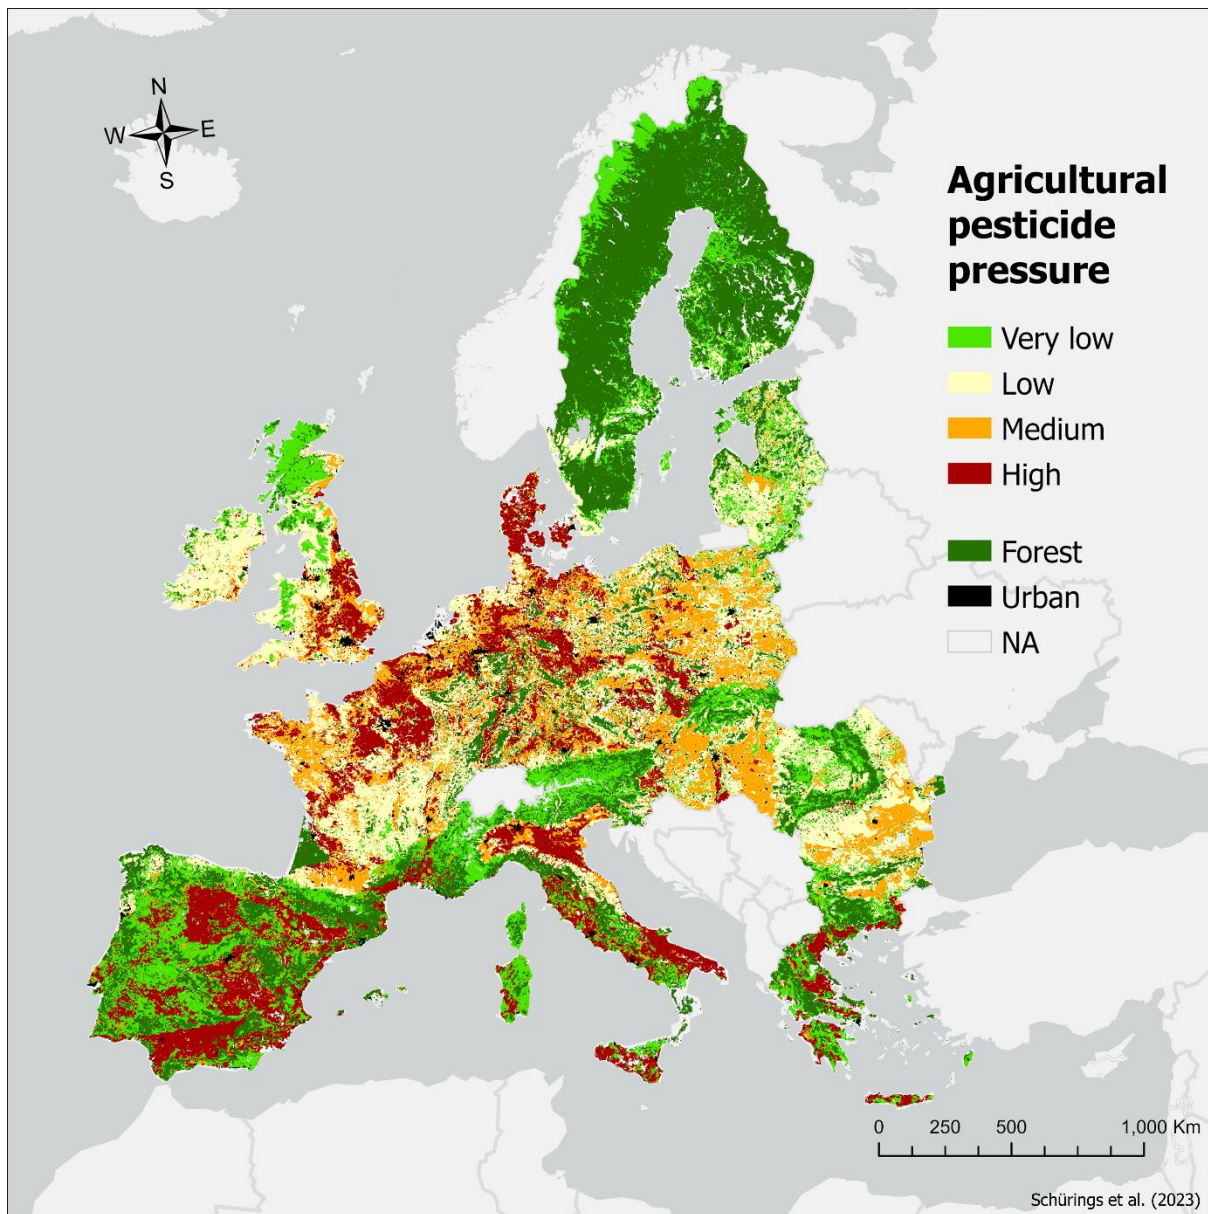 N
W E
S
Agricultural
pesticide
pressure
Very low
Low
Medium
High
Forest
Urban
NA
0 250 500 1,000 Km
Schürings et al. (2023)